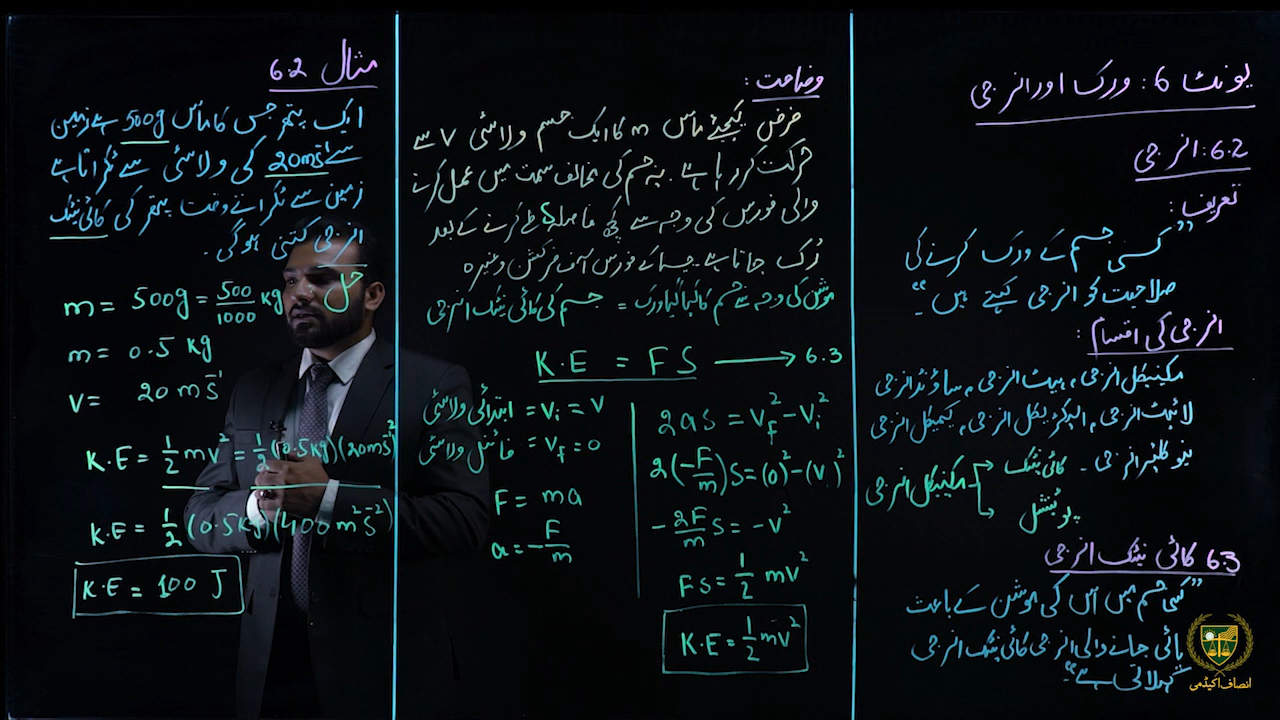 یونٹ 6: ورک اور انرجی
6.2: انرجی
تعریف:
"کسی جسم کے ورک کرنے کی
صلاحیت کو انرجی کہتے ہیں۔"
انرجی کی اقسام:
مکینیکل انرجی، ہیٹ انرجی، ساؤنڈ انرجی
لائیٹ انرجی، الیکٹریکل انرجی، کیمیکل انرجی
نیوکلیئر انرجی۔
مکینیکل انرجی
کائی نیٹک
پوٹینشل
6.3 کائی نیٹک انرجی
"کسی جسم میں اس کی موشن کے باعث
پائی جانے والی انرجی کائی نیٹک انرجی
کہلاتی ہے۔"
انصاف اکیڈمی
وضاحت:
فرض کیجئے ماس m کا ایک جسم ولاسٹی v سے
حرکت کر رہا ہے۔ یہ جسم کی مخالف سمت میں عمل کرنے
والی فورس کی وجہ سے کچھ فاصلہ S طے کرنے کے بعد
رُک جاتا ہے۔ جیسا کے فورس آف فرکشن وغیرہ
موشن کی وجہ سے جسم کا کیا گیا ورک = جسم کی کائی نیٹک انرجی
K.E = FS ⟶ 6.3
ابتدائی ولاسٹی = Vi = V
فائنل ولاسٹی = Vf = 0
F = ma
a = -F/m
2aS = Vf² - Vi²
2(-F/m)S = (0)² - (V)²
-2F/m S = -V²
FS = 1/2 mV²
K.E = 1/2 mv²
مثال 6.2
ایک پتھر جس کا ماس 500g ہے زمین
سے 20ms⁻¹ کی ولاسٹی سے ٹکراتا ہے
زمین سے ٹکراتے وقت پتھر کی کائی نیٹک
انرجی کتنی ہو گی۔
حل
m = 500g = 500/1000 kg
m = 0.5 kg
V = 20 ms⁻¹
K.E = 1/2 mv² = 1/2 (0.5kg)(20ms⁻¹)²
K.E = 1/2 (0.5Kg)(400m²s⁻²)
K.E = 100 J